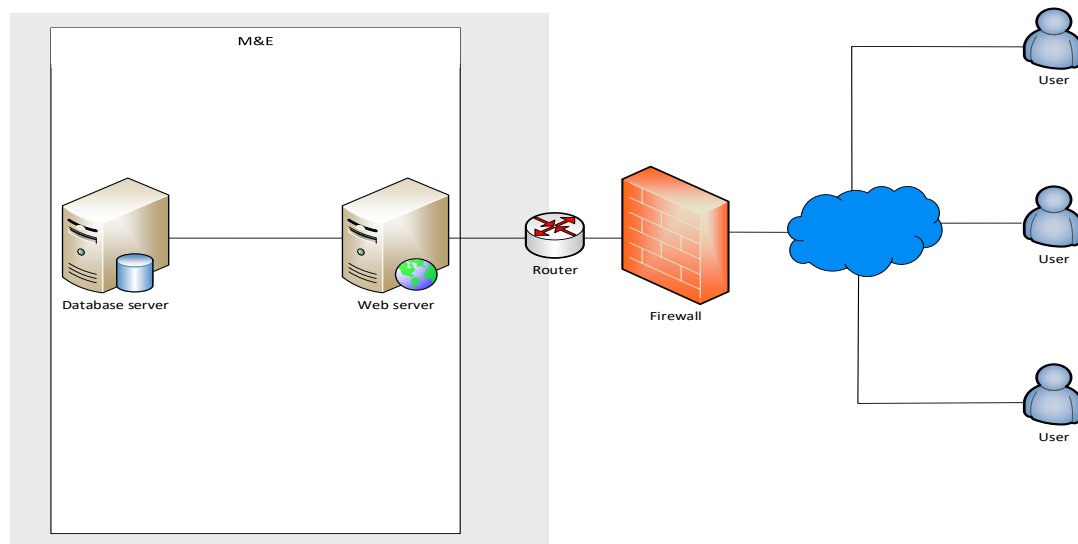 M&E
User
User
Router
Database server
Web server
Firewall
User